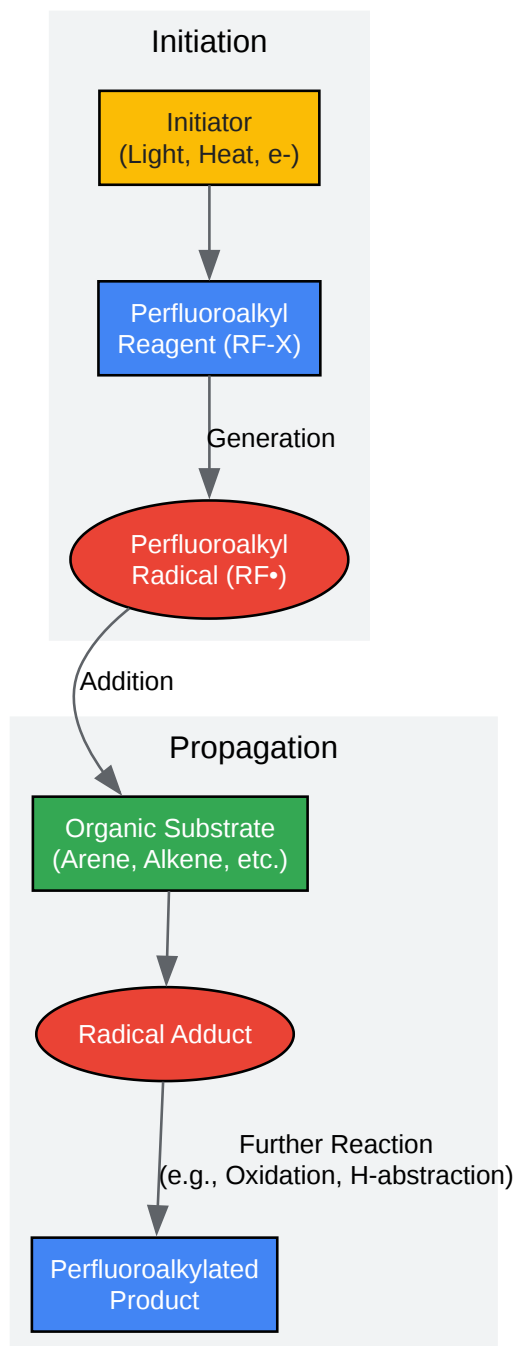 Initiation
Initiator
(Light, Heat, e-)
Perfluoroalkyl
Reagent (RF-X)
Generation
Perfluoroalkyl
Radical (RF•)
Addition
Propagation
Organic Substrate
(Arene, Alkene, etc.)
Radical Adduct
Further Reaction
(e.g., Oxidation, H-abstraction)
Perfluoroalkylated
Product